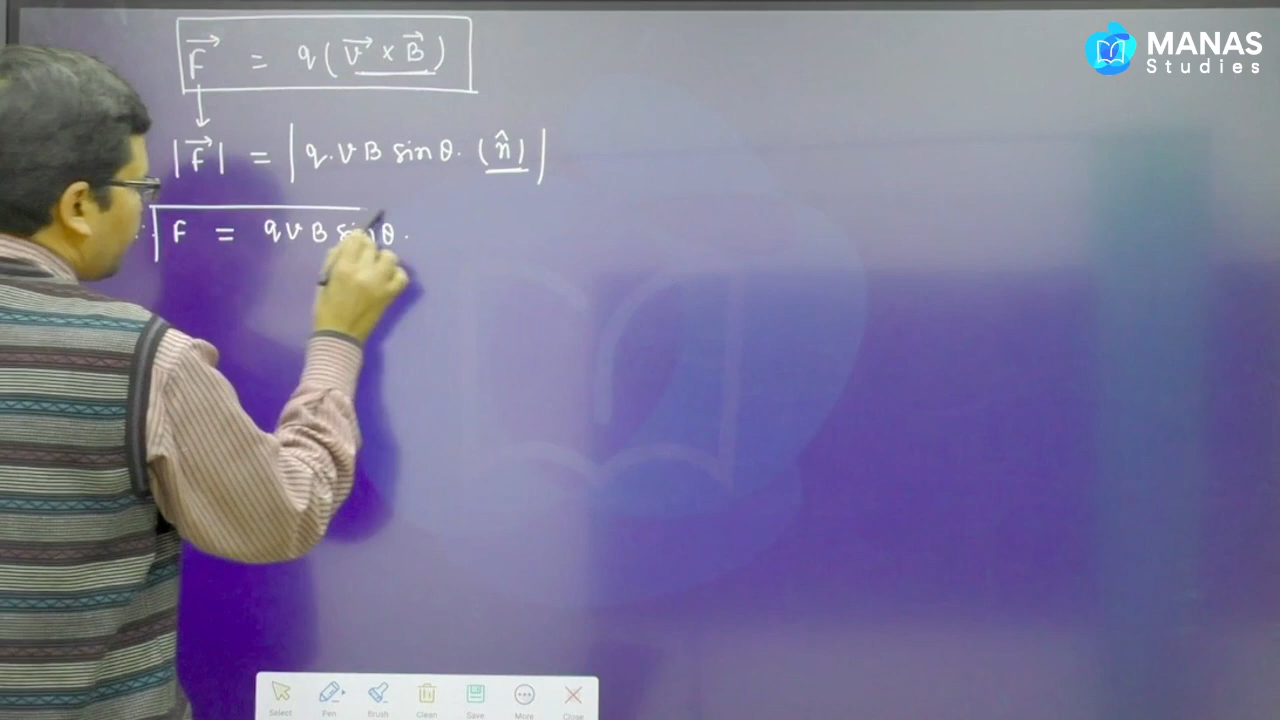 F⃗ = q(v⃗ × B⃗)
|F⃗| = |q.vB sinθ.(n̂)|
∴ F = qvB sinθ.
MANAS
Studies
Select Pen Brush Clean Save More Close